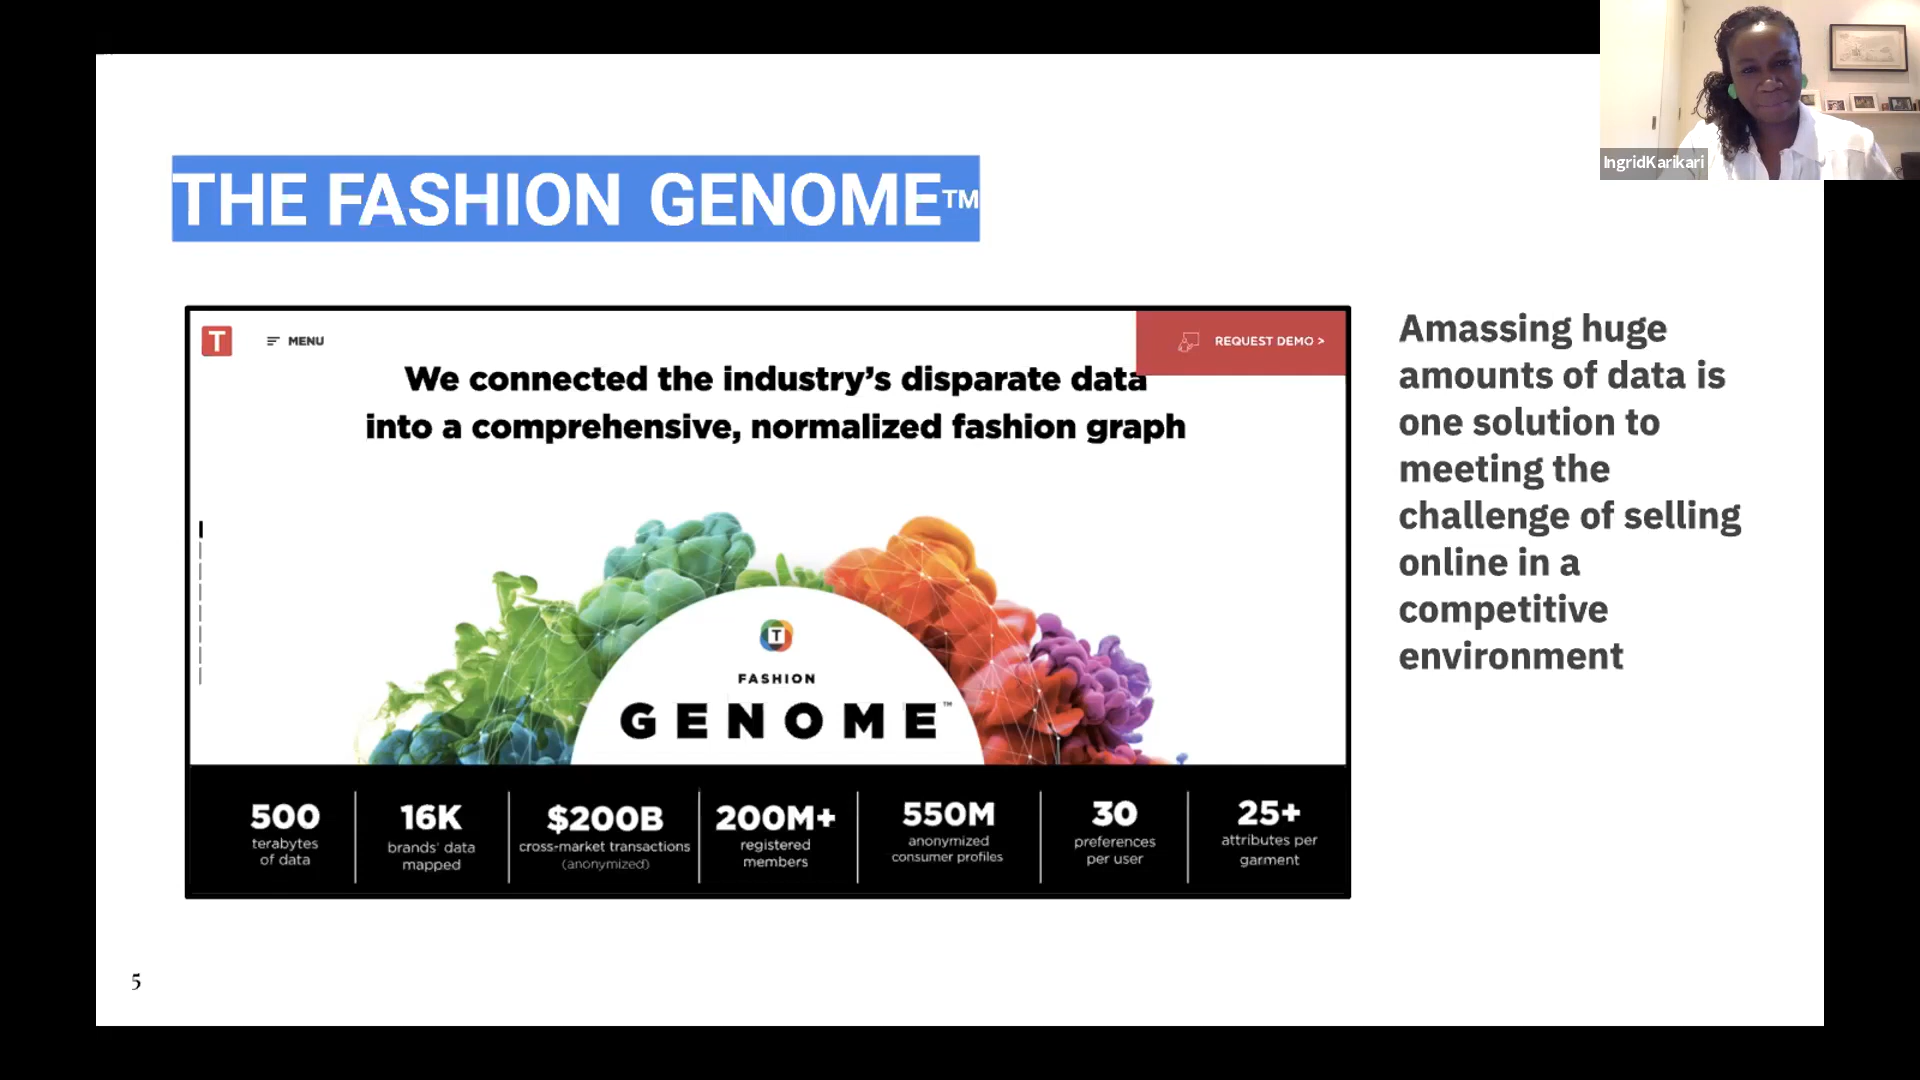 IngridKarikari
THE FASHION GENOME™
T
MENU
REQUEST DEMO >
We connected the industry's disparate data
into a comprehensive, normalized fashion graph
T
FASHION
GENOME™
500
terabytes
of data
16K
brands' data
mapped
$200B
cross-market transactions
(anonymized)
200M+
registered
members
550M
anonymized
consumer profiles
30
preferences
per user
25+
attributes per
garment
Amassing huge
amounts of data is
one solution to
meeting the
challenge of selling
online in a
competitive
environment
5